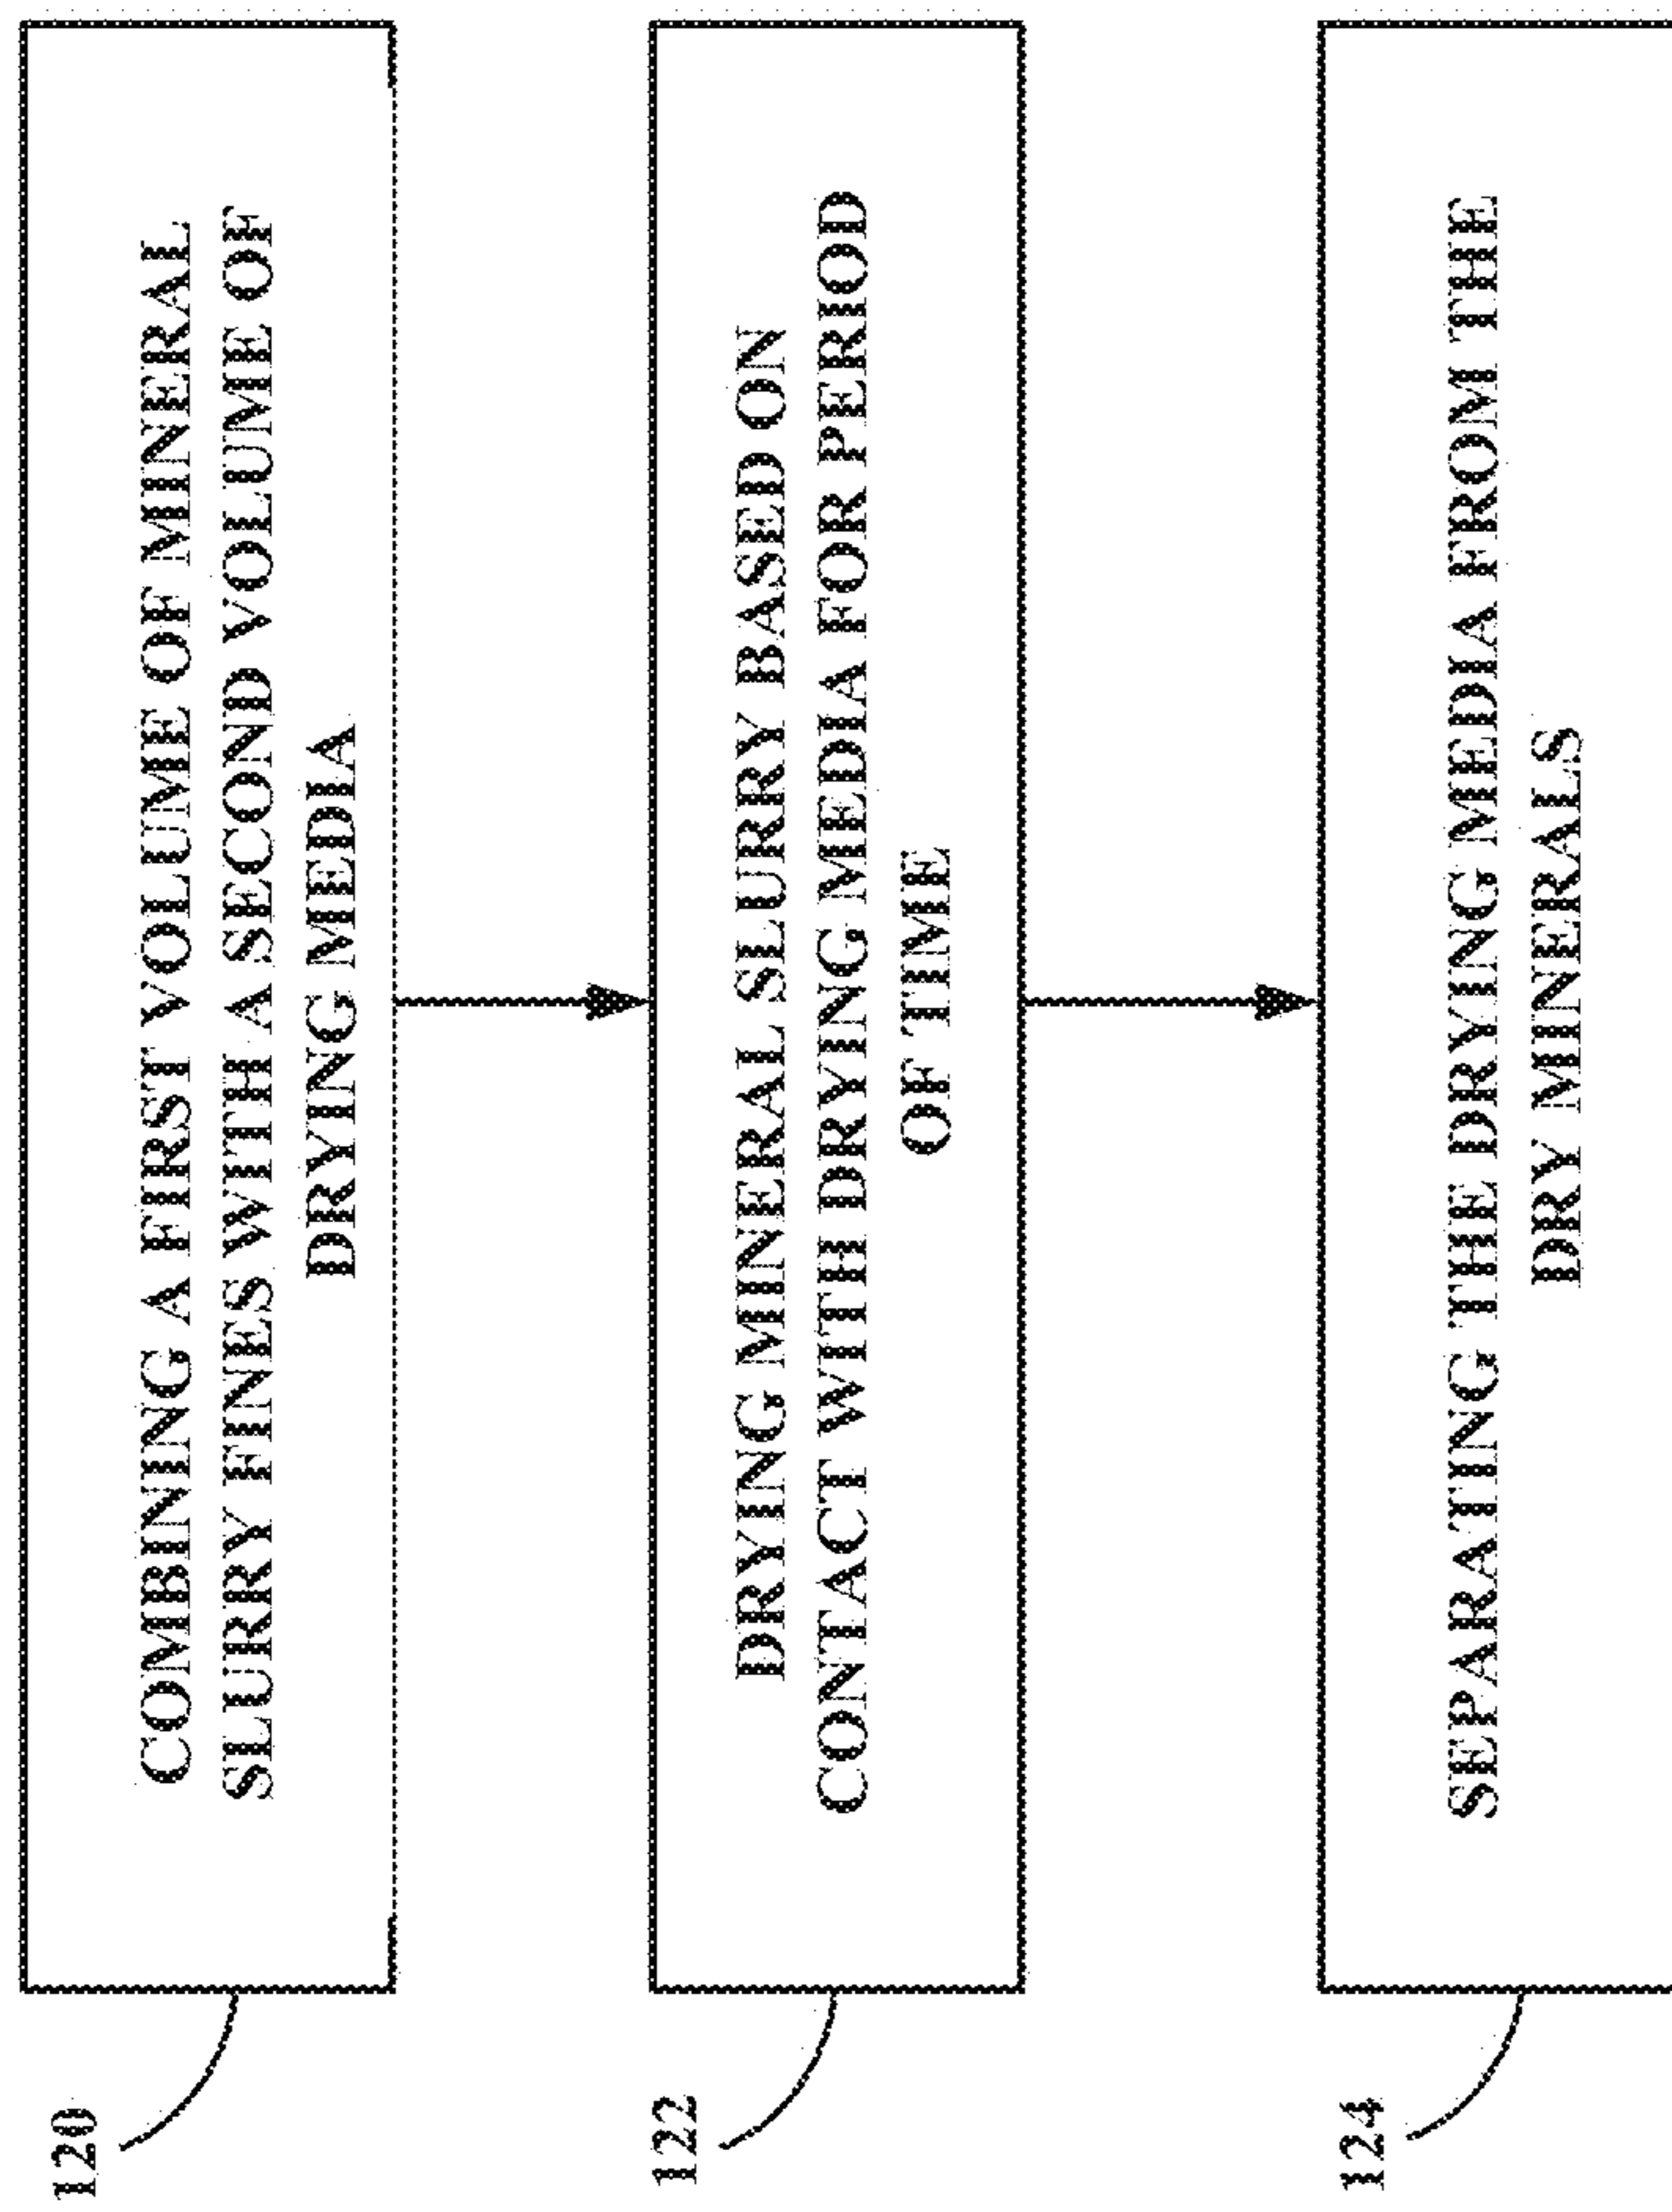 120
COMBINING A FIRST VOLUME OF MINERAL
SLURRY FINES WITH A SECOND VOLUME OF
DRYING MEDIA
122
DRYING MINERAL SLURRY BASED ON
CONTACT WITH DRYING MEDIA FOR PERIOD
OF TIME
124
SEPARATING THE DRYING MEDIA FROM THE
DRY MINERALS